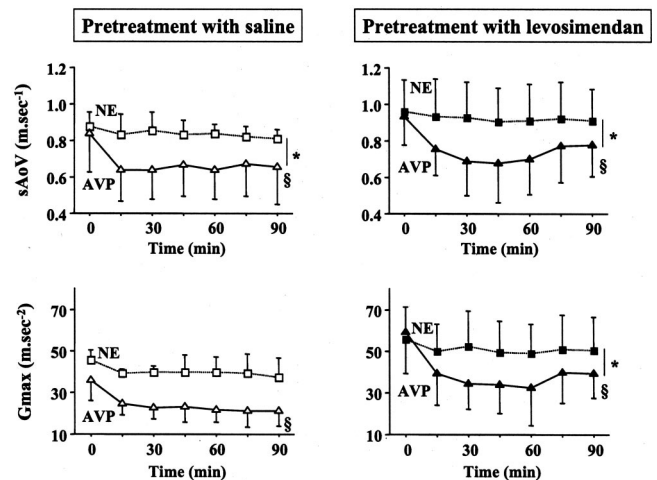 Pretreatment with saline
Pretreatment with levosimendan
sAoV (m.sec-1)
1.2
1.0
0.8
0.6
0.4
NE
AVP
*
§
0 30 60 90
Time (min)
1.2
1.0
0.8
0.6
0.4
NE
AVP
*
§
0 30 60 90
Time (min)
Gmax (m.sec-2)
70
50
30
10
NE
AVP
§
0 30 60 90
Time (min)
70
50
30
10
NE
AVP
*
§
0 30 60 90
Time (min)